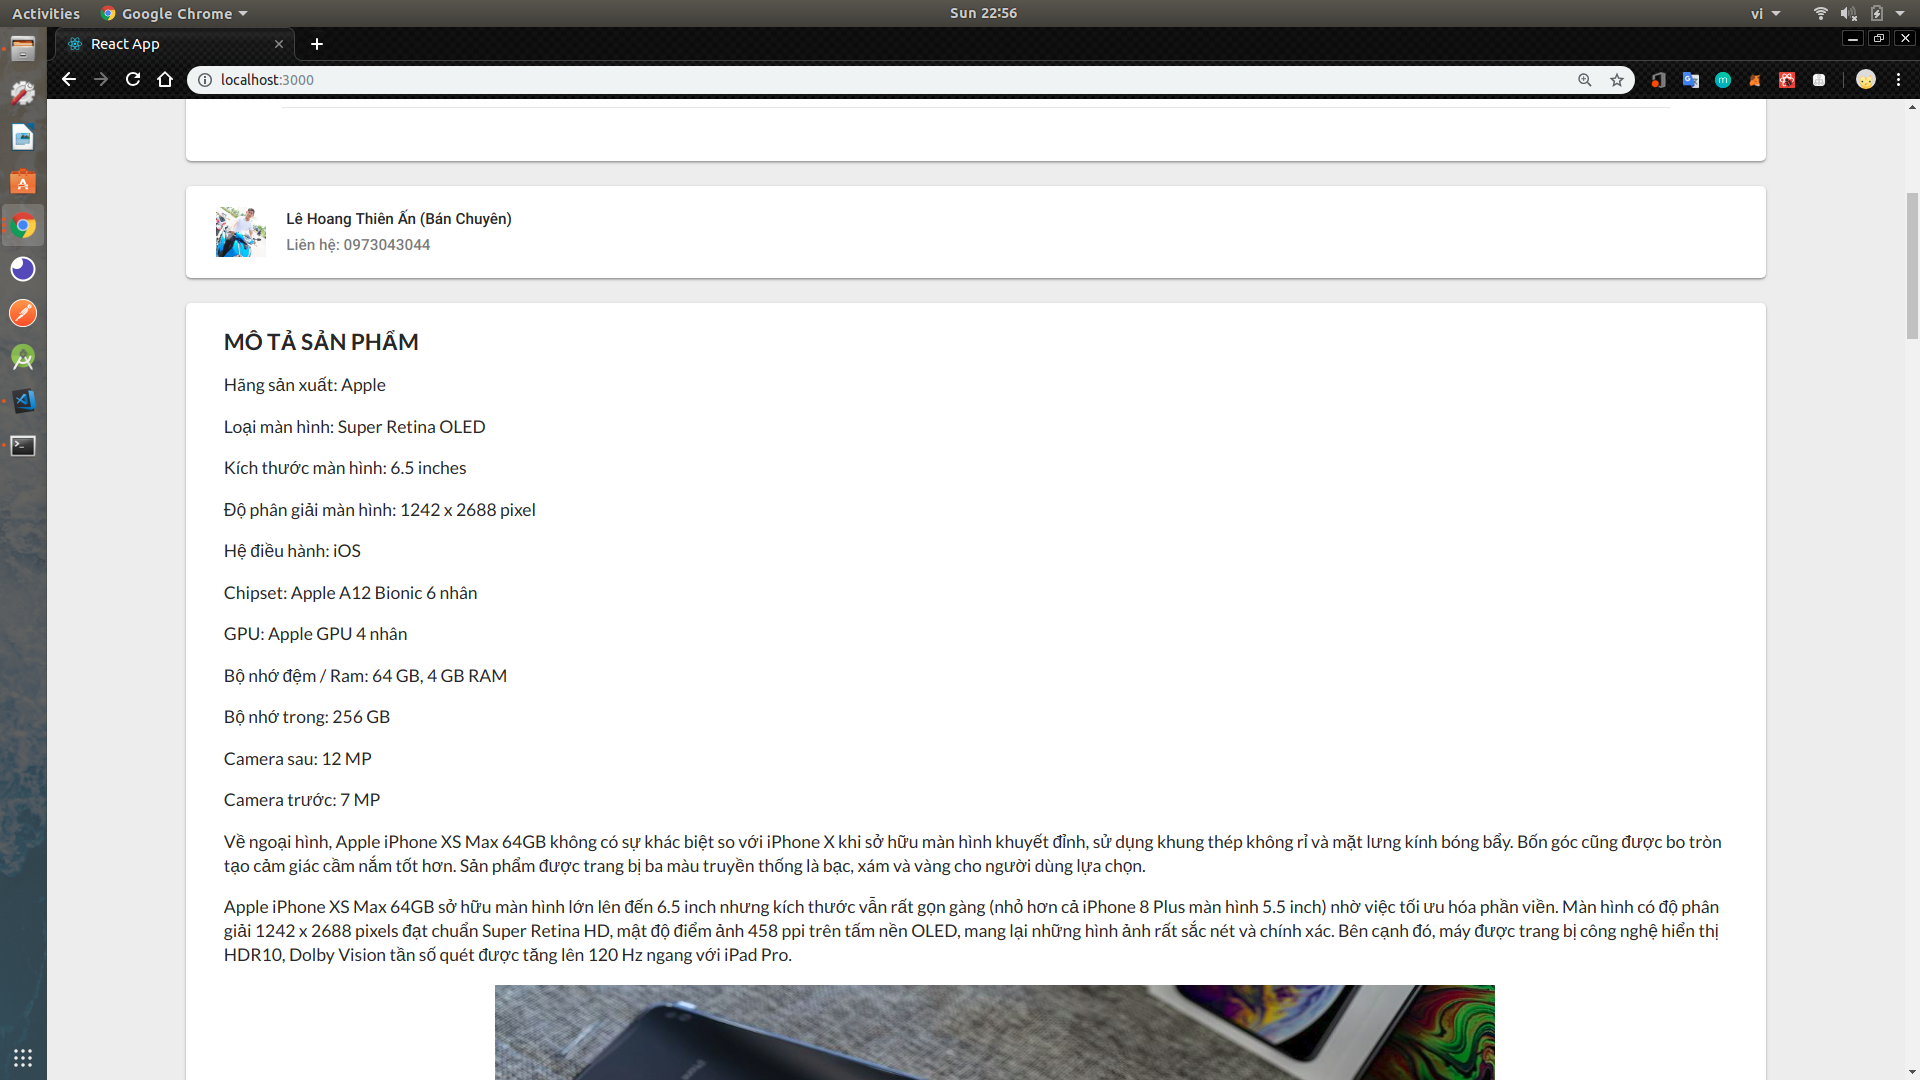 Activities
Google Chrome
Sun 22:56
vi
React App
localhost:3000
Lê Hoang Thiên Ấn (Bán Chuyên)
Liên hệ: 0973043044
MÔ TẢ SẢN PHẨM
Hãng sản xuất: Apple
Loại màn hình: Super Retina OLED
Kích thước màn hình: 6.5 inches
Độ phân giải màn hình: 1242 x 2688 pixel
Hệ điều hành: iOS
Chipset: Apple A12 Bionic 6 nhân
GPU: Apple GPU 4 nhân
Bộ nhớ đệm / Ram: 64 GB, 4 GB RAM
Bộ nhớ trong: 256 GB
Camera sau: 12 MP
Camera trước: 7 MP
Về ngoại hình, Apple iPhone XS Max 64GB không có sự khác biệt so với iPhone X khi sở hữu màn hình khuyết đỉnh, sử dụng khung thép không rỉ và mặt lưng kính bóng bẩy. Bốn góc cũng được bo tròn
tạo cảm giác cầm nắm tốt hơn. Sản phẩm được trang bị ba màu truyền thống là bạc, xám và vàng cho người dùng lựa chọn.
Apple iPhone XS Max 64GB sở hữu màn hình lớn lên đến 6.5 inch nhưng kích thước vẫn rất gọn gàng (nhỏ hơn cả iPhone 8 Plus màn hình 5.5 inch) nhờ việc tối ưu hóa phần viền. Màn hình có độ phân
giải 1242 x 2688 pixels đạt chuẩn Super Retina HD, mật độ điểm ảnh 458 ppi trên tấm nền OLED, mang lại những hình ảnh rất sắc nét và chính xác. Bên cạnh đó, máy được trang bị công nghệ hiển thị
HDR10, Dolby Vision tần số quét được tăng lên 120 Hz ngang với iPad Pro.